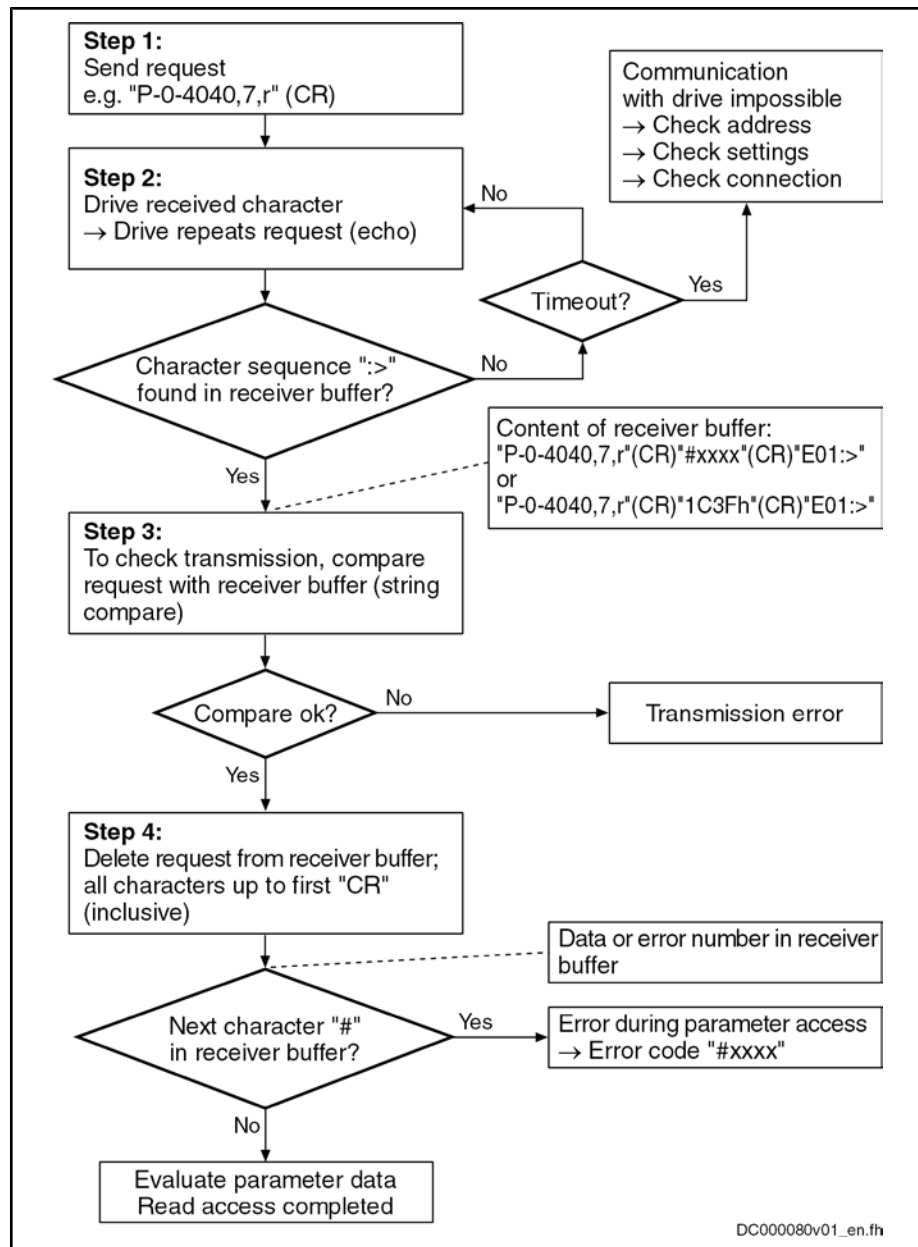 Step 1:
Send request
e.g. "P-0-4040,7,r" (CR)
Communication
with drive impossible
→ Check address
→ Check settings
→ Check connection
Step 2:
Drive received character
→ Drive repeats request (echo)
No
Timeout?
Yes
Character sequence ":>"
found in receiver buffer?
No
Yes
Content of receiver buffer:
"P-0-4040,7,r"(CR)"#xxxx"(CR)"E01:>"
or
"P-0-4040,7,r"(CR)"1C3Fh"(CR)"E01:>"
Step 3:
To check transmission, compare
request with receiver buffer (string
compare)
Compare ok?
No
Transmission error
Yes
Step 4:
Delete request from receiver buffer;
all characters up to first "CR"
(inclusive)
Data or error number in receiver
buffer
Next character "#"
in receiver buffer?
Yes
Error during parameter access
→ Error code "#xxxx"
No
Evaluate parameter data
Read access completed
DC000080v01_en.fh